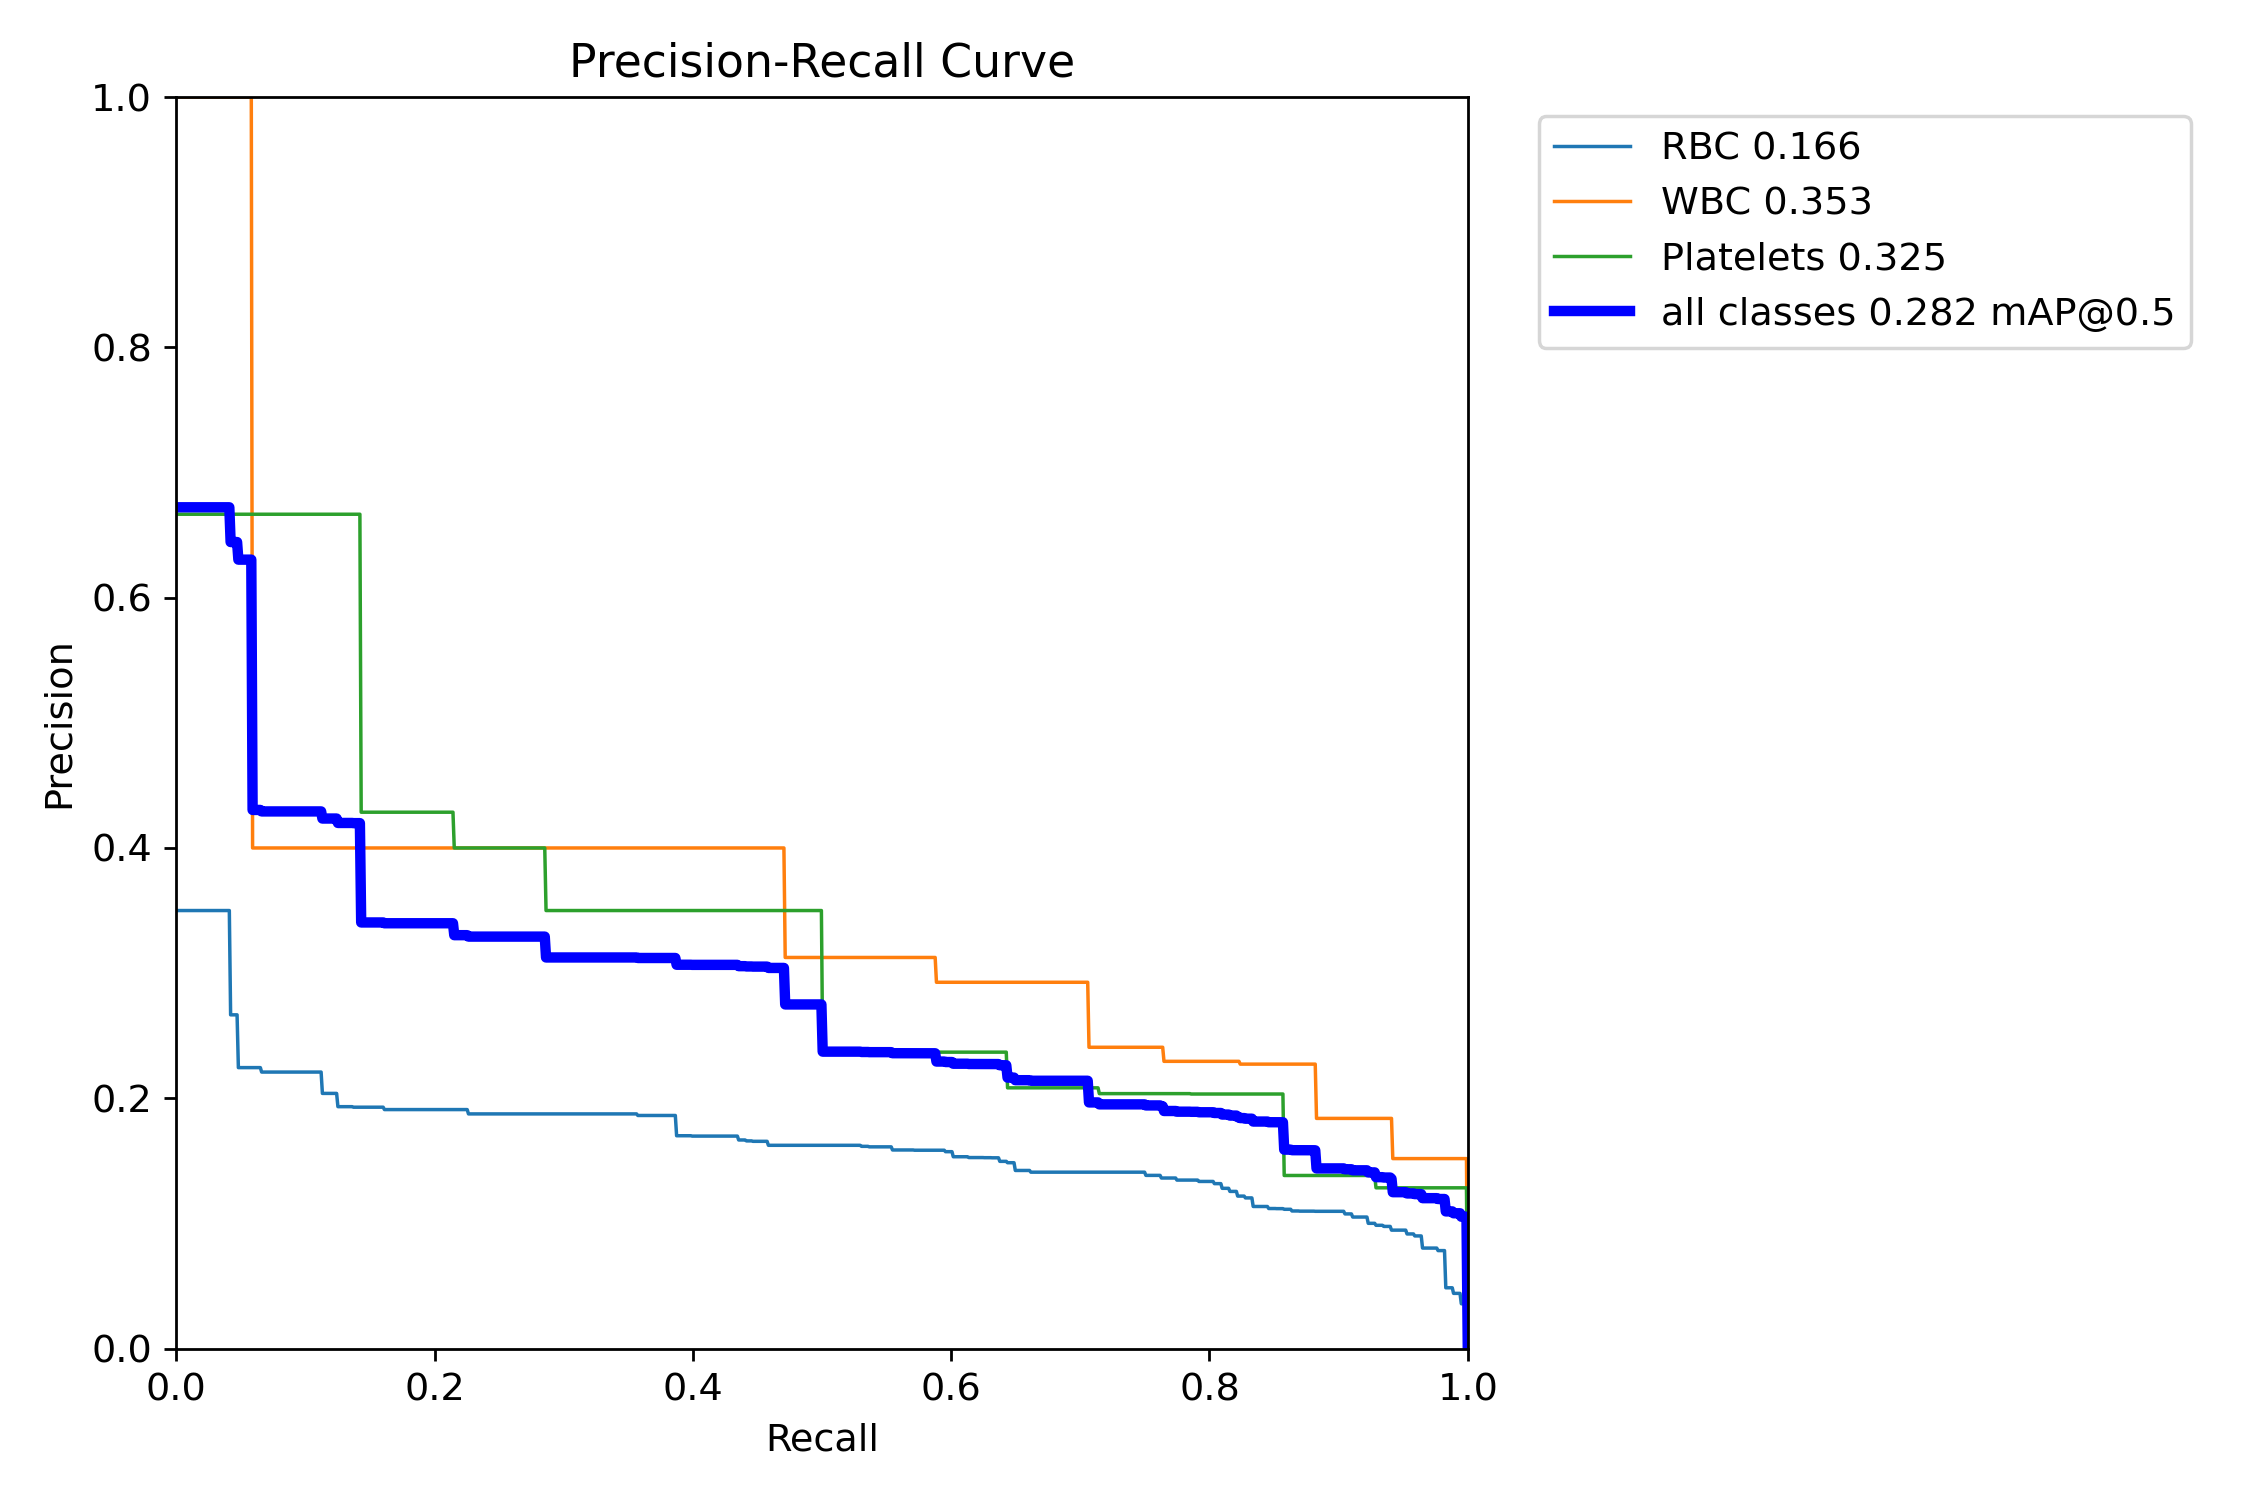 Precision-Recall Curve
1.0
0.8
0.6
0.4
0.2
0.0
Precision
0.0 0.2 0.4 0.6 0.8 1.0
Recall
RBC 0.166
WBC 0.353
Platelets 0.325
all classes 0.282 mAP@0.5